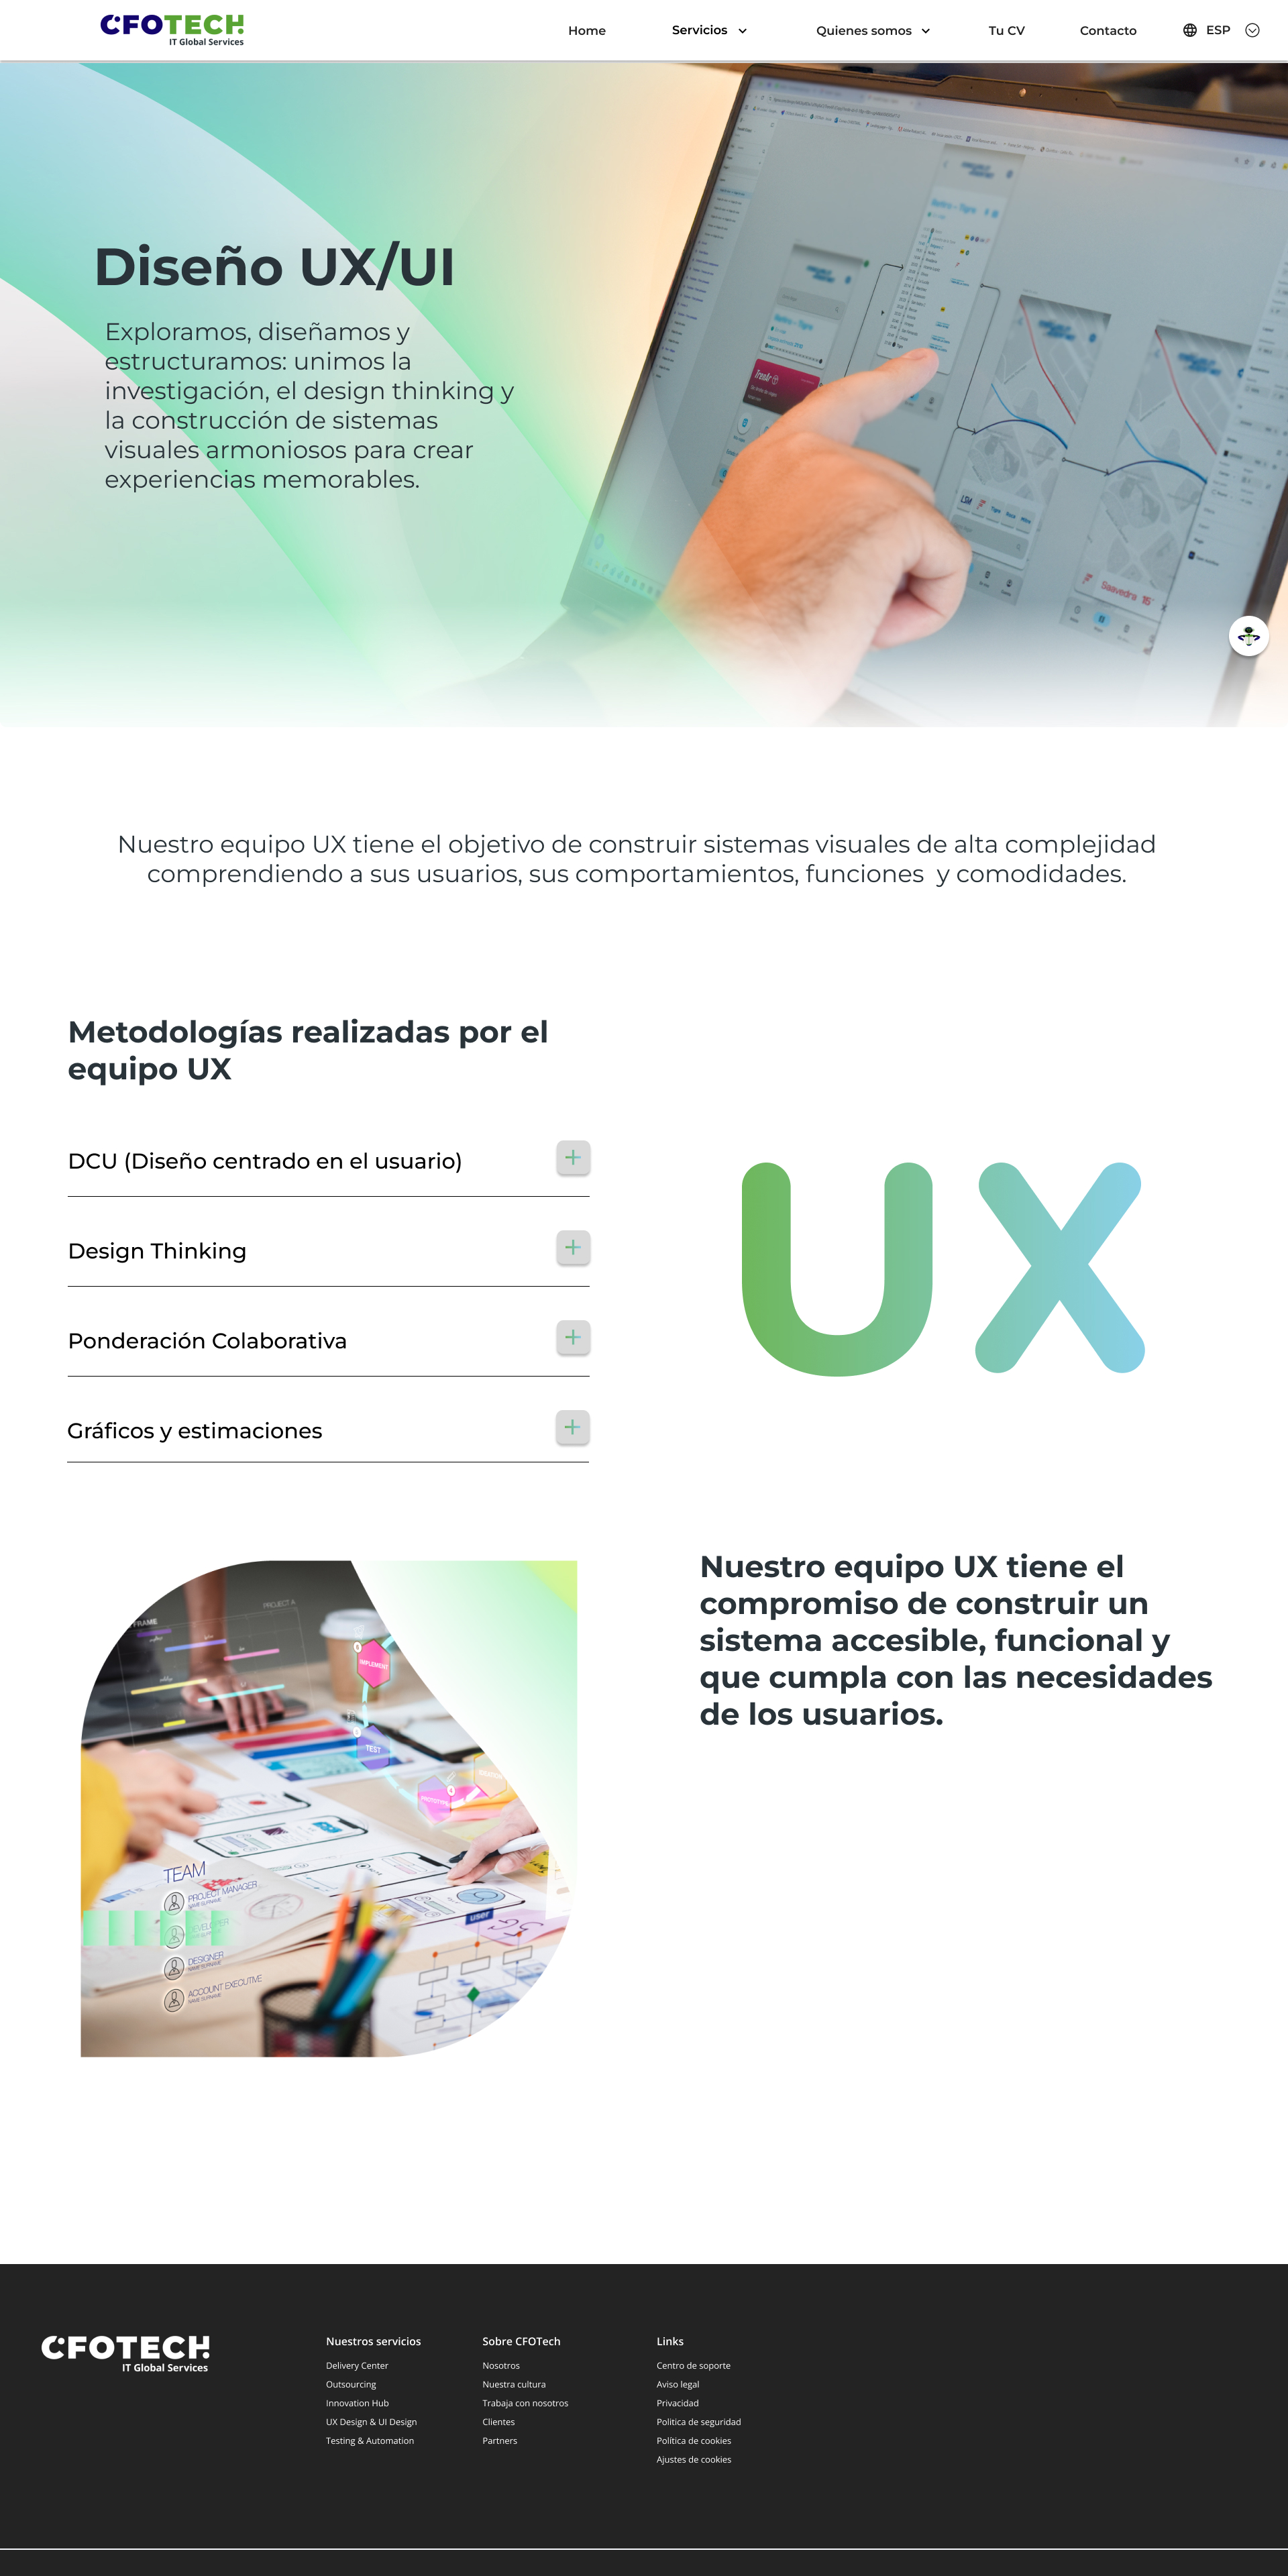 CFOTECH
IT Global Services
Home
Servicios
Quienes somos
Tu CV
Contacto
ESP
Diseño UX/UI
Exploramos, diseñamos y
estructuramos: unimos la
investigación, el design thinking y
la construcción de sistemas
visuales armoniosos para crear
experiencias memorables.
Saavedra 15
Nuestro equipo UX tiene el objetivo de construir sistemas visuales de alta complejidad
comprendiendo a sus usuarios, sus comportamientos, funciones  y comodidades.
Metodologías realizadas por el
equipo UX
DCU (Diseño centrado en el usuario)
Design Thinking
Ponderación Colaborativa
Gráficos y estimaciones
UX
PROJECT A
IMPLEMENT
TEST
PROTOTYPE
TEAM
PROJECT MANAGER
DEVELOPER
DESIGNER
ACCOUNT EXECUTIVE
user
Nuestro equipo UX tiene el
compromiso de construir un
sistema accesible, funcional y
que cumpla con las necesidades
de los usuarios.
CFOTECH
IT Global Services
Nuestros servicios
Delivery Center
Outsourcing
Innovation Hub
UX Design & UI Design
Testing & Automation
Sobre CFOTech
Nosotros
Nuestra cultura
Trabaja con nosotros
Clientes
Partners
Links
Centro de soporte
Aviso legal
Privacidad
Politica de seguridad
Política de cookies
Ajustes de cookies